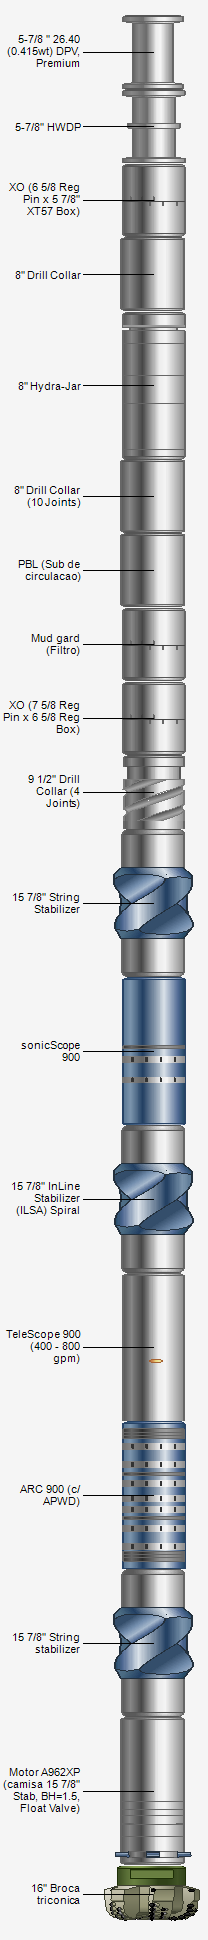 5-7/8 " 26.40
(0.415wt) DPV,
Premium
5-7/8" HWDP
XO (6 5/8 Reg
Pin x 5 7/8"
XT57 Box)
8" Drill Collar
8" Hydra-Jar
8" Drill Collar
(10 Joints)
PBL (Sub de
circulacao)
Mud gard
(Filtro)
XO (7 5/8 Reg
Pin x 6 5/8 Reg
Box)
9 1/2" Drill
Collar (4
Joints)
15 7/8" String
Stabilizer
sonicScope
900
15 7/8" InLine
Stabilizer
(ILSA) Spiral
TeleScope 900
(400 - 800
gpm)
ARC 900 (c/
APWD)
15 7/8" String
stabilizer
Motor A962XP
(camisa 15 7/8"
Stab, BH=1.5,
Float Valve)
16" Broca
triconica